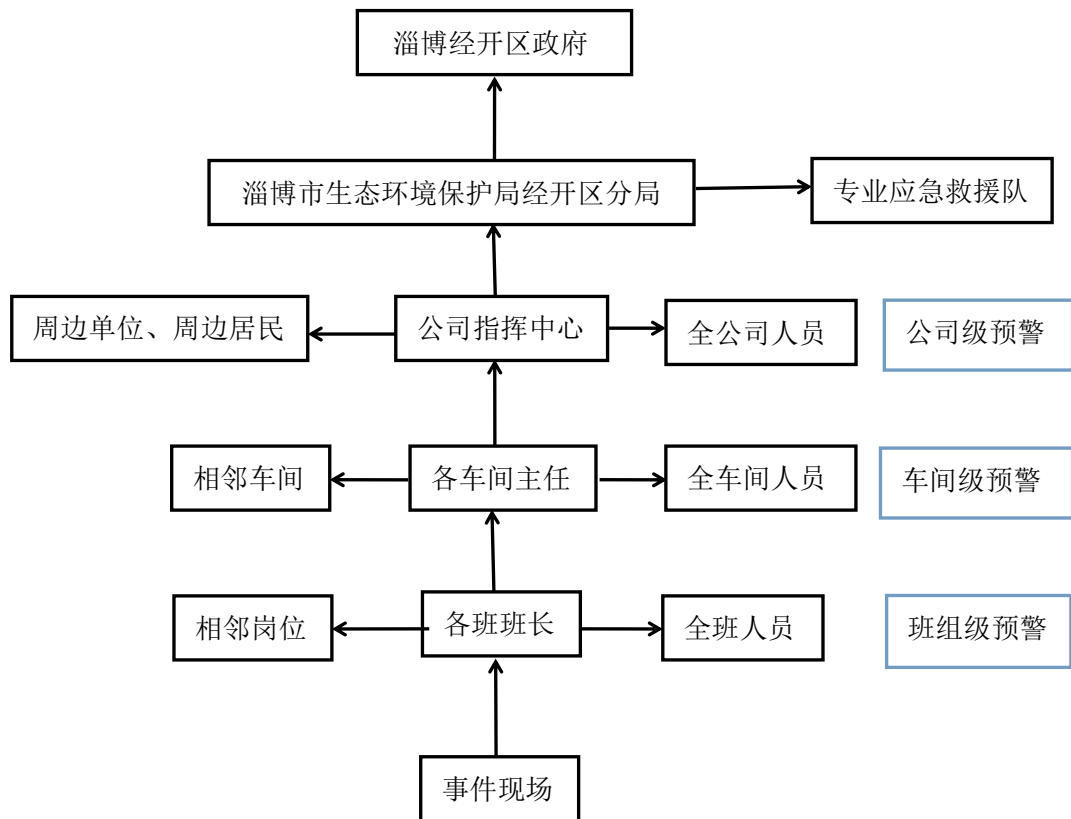 淄博经开区政府
淄博市生态环境保护局经开区分局
专业应急救援队
周边单位、周边居民
公司指挥中心
全公司人员
公司级预警
相邻车间
各车间主任
全车间人员
车间级预警
相邻岗位
各班班长
全班人员
班组级预警
事件现场